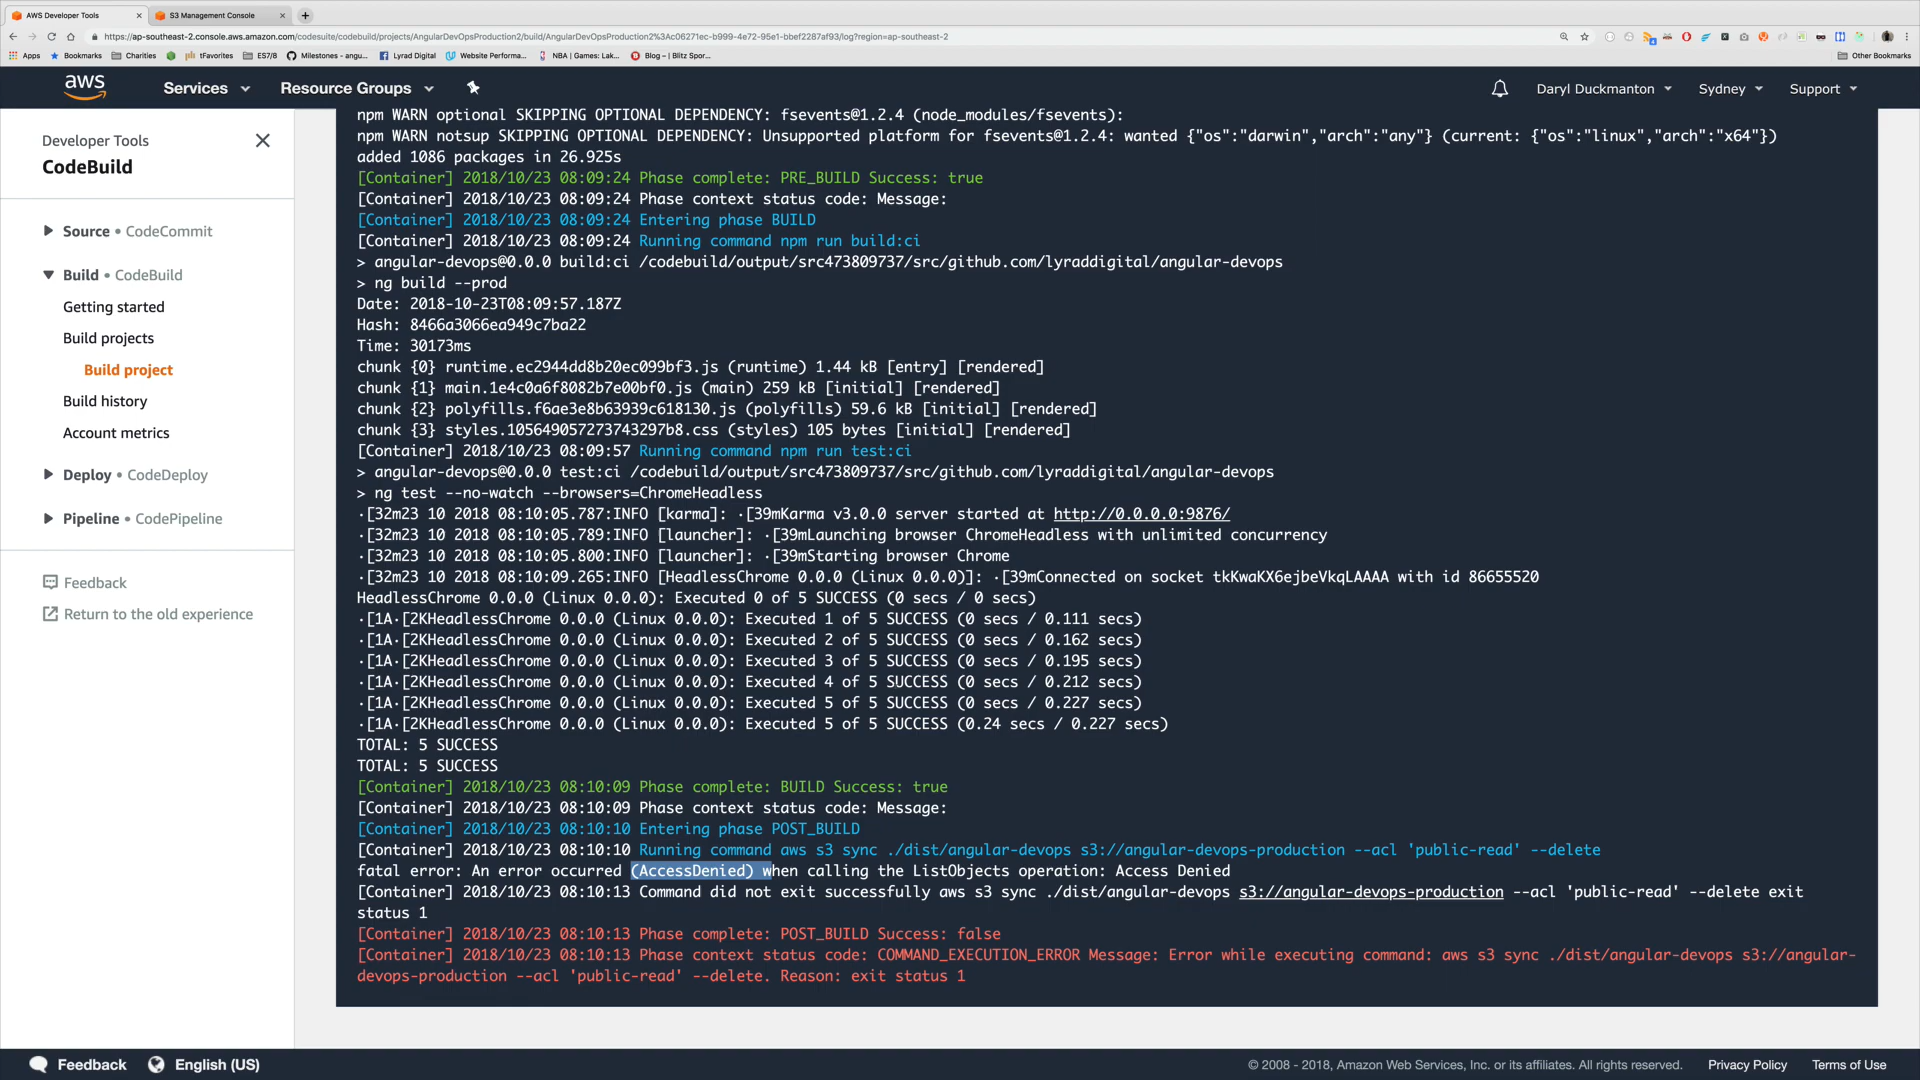 AWS Developer Tools
S3 Management Console
https://ap-southeast-2.console.aws.amazon.com/codesuite/codebuild/projects/AngularDevOpsProduction2/build/AngularDevOpsProduction2%3Ac06271ec-b999-4e72-95e1-bbef2287af93/log?region=ap-southeast-2
Apps Bookmarks Charities tFavorites ES7/8 Milestones - angu... Lyrad Digital Website Performa... NBA | Games: Lak... Blog – | Blitz Spor... Other Bookmarks
aws Services Resource Groups Daryl Duckmanton Sydney Support
Developer Tools
CodeBuild
Source • CodeCommit
Build • CodeBuild
Getting started
Build projects
Build project
Build history
Account metrics
Deploy • CodeDeploy
Pipeline • CodePipeline
Feedback
Return to the old experience
npm WARN optional SKIPPING OPTIONAL DEPENDENCY: fsevents@1.2.4 (node_modules/fsevents):
npm WARN notsup SKIPPING OPTIONAL DEPENDENCY: Unsupported platform for fsevents@1.2.4: wanted {"os":"darwin","arch":"any"} (current: {"os":"linux","arch":"x64"})
added 1086 packages in 26.925s
[Container] 2018/10/23 08:09:24 Phase complete: PRE_BUILD Success: true
[Container] 2018/10/23 08:09:24 Phase context status code: Message:
[Container] 2018/10/23 08:09:24 Entering phase BUILD
[Container] 2018/10/23 08:09:24 Running command npm run build:ci
> angular-devops@0.0.0 build:ci /codebuild/output/src473809737/src/github.com/lyraddigital/angular-devops
> ng build --prod
Date: 2018-10-23T08:09:57.187Z
Hash: 8466a3066ea949c7ba22
Time: 30173ms
chunk {0} runtime.ec2944dd8b20ec099bf3.js (runtime) 1.44 kB [entry] [rendered]
chunk {1} main.1e4c0a6f8082b7e00bf0.js (main) 259 kB [initial] [rendered]
chunk {2} polyfills.f6ae3e8b63939c618130.js (polyfills) 59.6 kB [initial] [rendered]
chunk {3} styles.105649057273743297b8.css (styles) 105 bytes [initial] [rendered]
[Container] 2018/10/23 08:09:57 Running command npm run test:ci
> angular-devops@0.0.0 test:ci /codebuild/output/src473809737/src/github.com/lyraddigital/angular-devops
> ng test --no-watch --browsers=ChromeHeadless
·[32m23 10 2018 08:10:05.787:INFO [karma]: ·[39mKarma v3.0.0 server started at http://0.0.0.0:9876/
·[32m23 10 2018 08:10:05.789:INFO [launcher]: ·[39mLaunching browser ChromeHeadless with unlimited concurrency
·[32m23 10 2018 08:10:05.800:INFO [launcher]: ·[39mStarting browser Chrome
·[32m23 10 2018 08:10:09.265:INFO [HeadlessChrome 0.0.0 (Linux 0.0.0)]: ·[39mConnected on socket tkKwaKX6ejbeVkqLAAAA with id 86655520
HeadlessChrome 0.0.0 (Linux 0.0.0): Executed 0 of 5 SUCCESS (0 secs / 0 secs)
·[1A·[2KHeadlessChrome 0.0.0 (Linux 0.0.0): Executed 1 of 5 SUCCESS (0 secs / 0.111 secs)
·[1A·[2KHeadlessChrome 0.0.0 (Linux 0.0.0): Executed 2 of 5 SUCCESS (0 secs / 0.162 secs)
·[1A·[2KHeadlessChrome 0.0.0 (Linux 0.0.0): Executed 3 of 5 SUCCESS (0 secs / 0.195 secs)
·[1A·[2KHeadlessChrome 0.0.0 (Linux 0.0.0): Executed 4 of 5 SUCCESS (0 secs / 0.212 secs)
·[1A·[2KHeadlessChrome 0.0.0 (Linux 0.0.0): Executed 5 of 5 SUCCESS (0 secs / 0.227 secs)
·[1A·[2KHeadlessChrome 0.0.0 (Linux 0.0.0): Executed 5 of 5 SUCCESS (0.24 secs / 0.227 secs)
TOTAL: 5 SUCCESS
TOTAL: 5 SUCCESS
[Container] 2018/10/23 08:10:09 Phase complete: BUILD Success: true
[Container] 2018/10/23 08:10:09 Phase context status code: Message:
[Container] 2018/10/23 08:10:10 Entering phase POST_BUILD
[Container] 2018/10/23 08:10:10 Running command aws s3 sync ./dist/angular-devops s3://angular-devops-production --acl 'public-read' --delete
fatal error: An error occurred (AccessDenied) when calling the ListObjects operation: Access Denied
[Container] 2018/10/23 08:10:13 Command did not exit successfully aws s3 sync ./dist/angular-devops s3://angular-devops-production --acl 'public-read' --delete exit
status 1
[Container] 2018/10/23 08:10:13 Phase complete: POST_BUILD Success: false
[Container] 2018/10/23 08:10:13 Phase context status code: COMMAND_EXECUTION_ERROR Message: Error while executing command: aws s3 sync ./dist/angular-devops s3://angular-
devops-production --acl 'public-read' --delete. Reason: exit status 1
Feedback English (US) © 2008 - 2018, Amazon Web Services, Inc. or its affiliates. All rights reserved. Privacy Policy Terms of Use